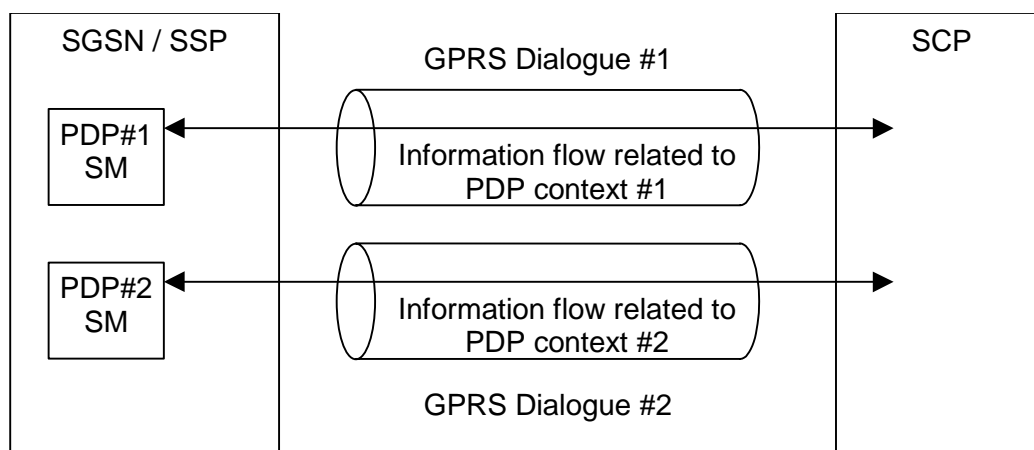 SGSN / SSP
SCP
GPRS Dialogue #1
PDP#1
SM
Information flow related to
PDP context #1
PDP#2
SM
Information flow related to
PDP context #2
GPRS Dialogue #2